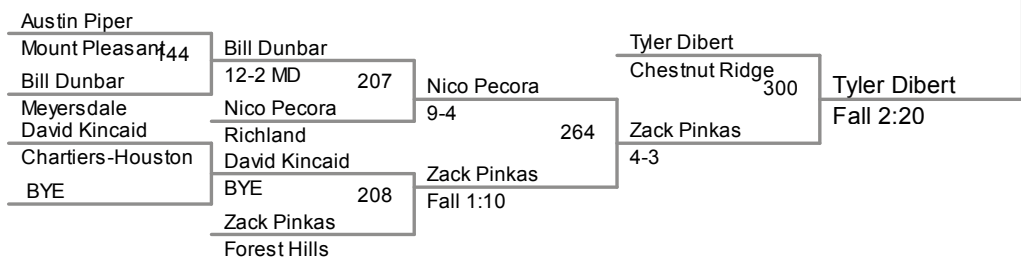 Austin Piper
Mount Pleasant
144
Bill Dunbar
Meyersdale
David Kincaid
Chartiers-Houston
BYE
Bill Dunbar
12-2 MD
207
Nico Pecora
Richland
David Kincaid
BYE
208
Zack Pinkas
Forest Hills
Nico Pecora
9-4
264
Zack Pinkas
Fall 1:10
Tyler Dibert
Chestnut Ridge
300
Zack Pinkas
4-3
Tyler Dibert
Fall 2:20